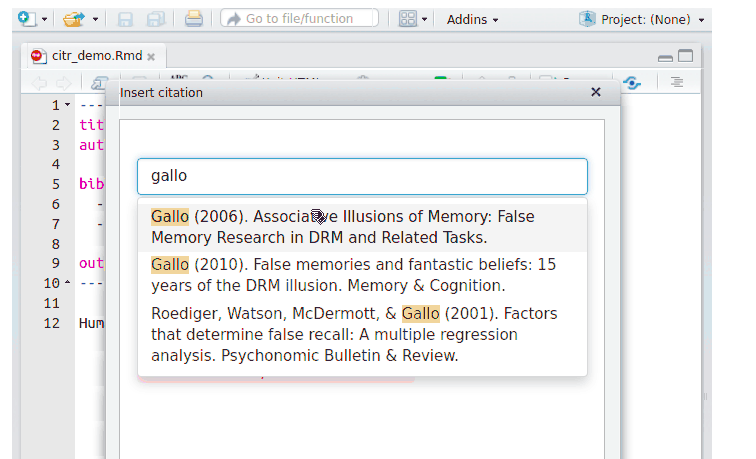 Go to file/function
Addins
Project: (None)
citr_demo.Rmd
Insert citation
1 ---
2 tit
3 aut
4
5 bib
6 -
7 -
8
9 out
10 ---
11
12 Hum
gallo
Gallo (2006). Associative Illusions of Memory: False
Memory Research in DRM and Related Tasks.
Gallo (2010). False memories and fantastic beliefs: 15
years of the DRM illusion. Memory & Cognition.
Roediger, Watson, McDermott, & Gallo (2001). Factors
that determine false recall: A multiple regression
analysis. Psychonomic Bulletin & Review.